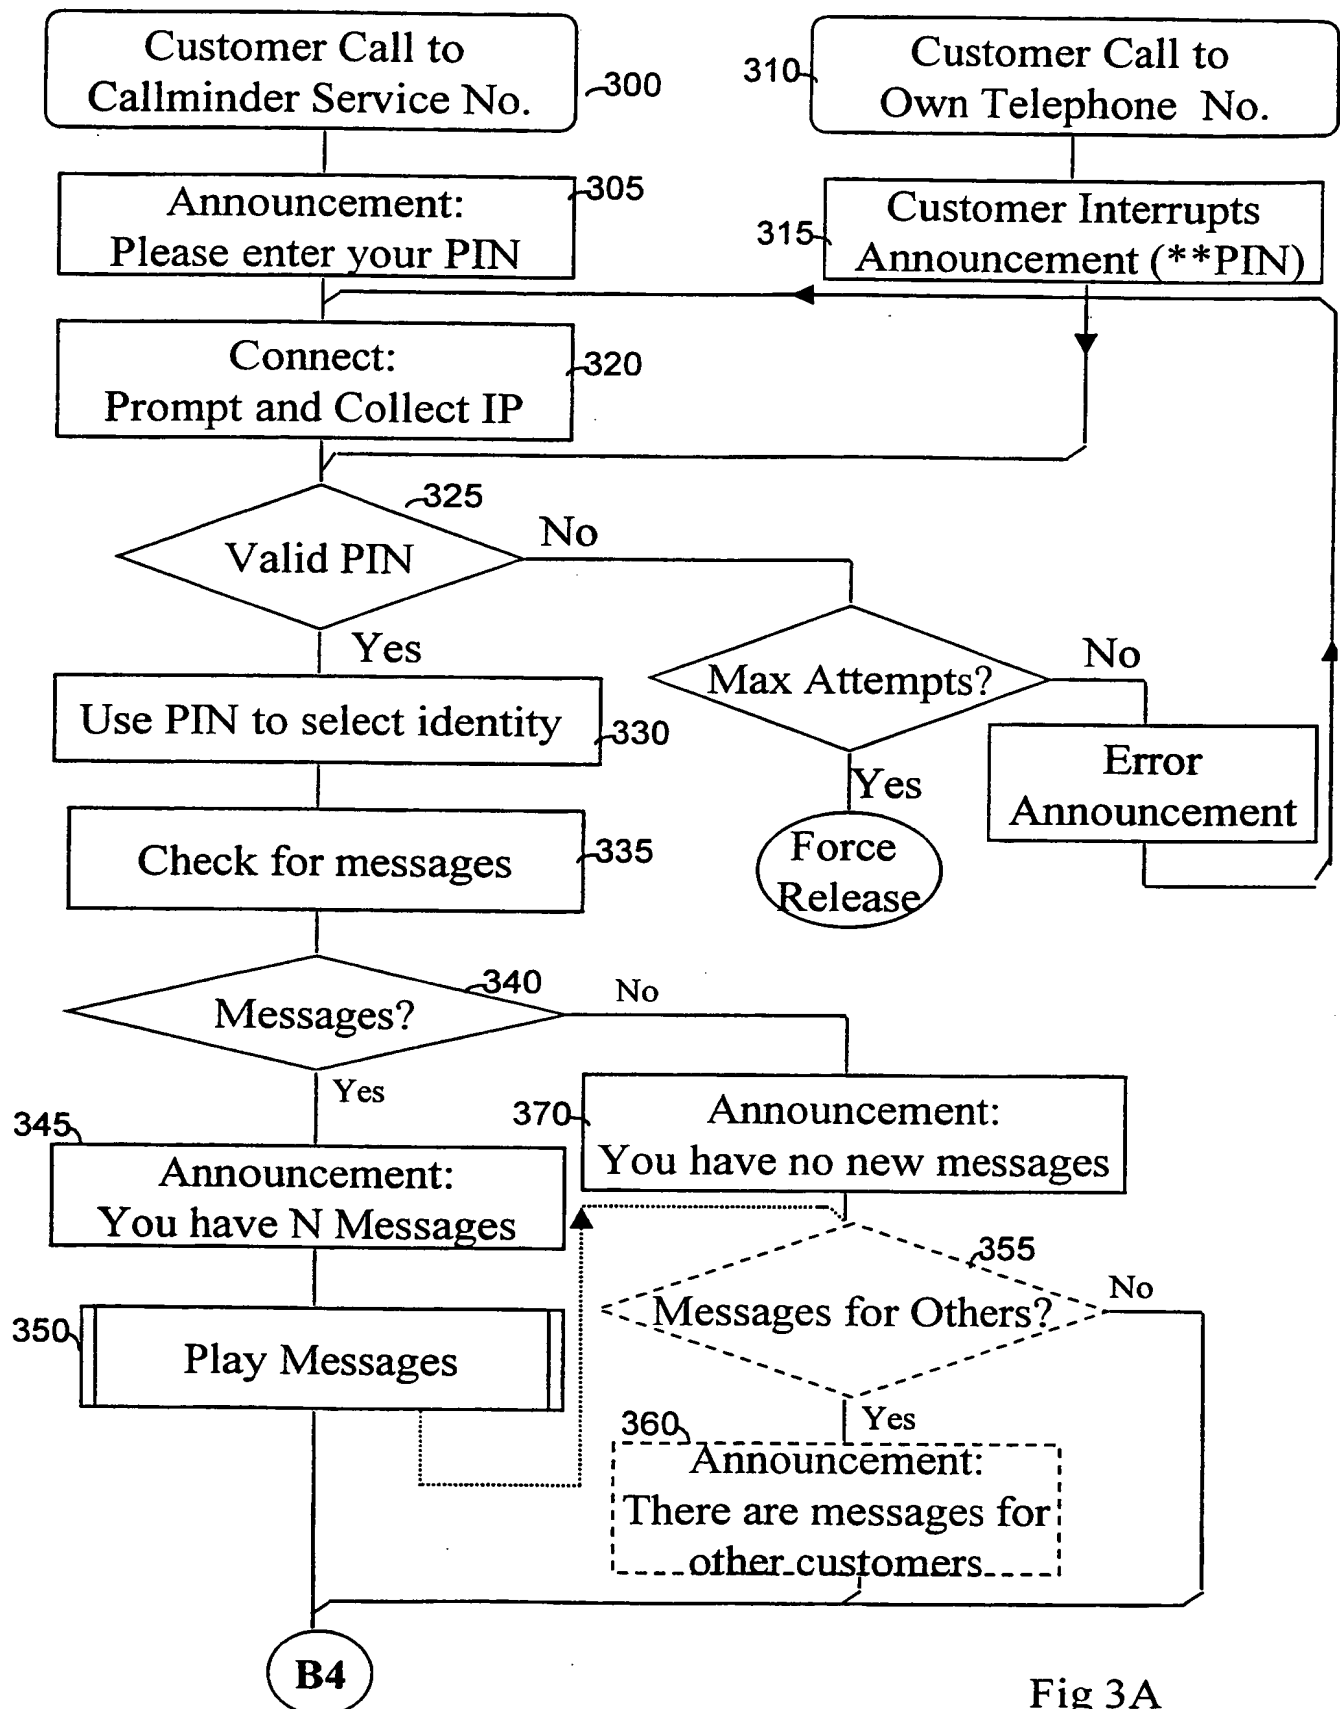 Customer Call to
Callminder Service No.
300
310
Customer Call to
Own Telephone No.
Announcement:
Please enter your PIN
305
315
Customer Interrupts
Announcement (**PIN)
Connect:
Prompt and Collect IP
320
325
Valid PIN
No
Yes
Max Attempts?
No
Yes
Use PIN to select identity
330
Error
Announcement
Force
Release
Check for messages
335
340
Messages?
No
Yes
345
Announcement:
You have N Messages
370
Announcement:
You have no new messages
355
Messages for Others?
No
Yes
350
Play Messages
360
Announcement:
There are messages for
other customers
B4
Fig 3A